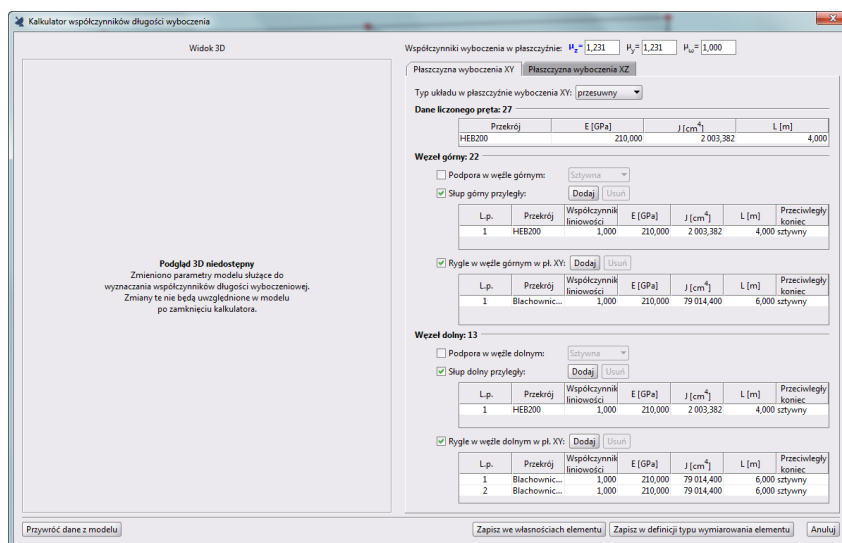 Kalkulator współczynników długości wyboczenia
Widok 3D
Współczynniki wyboczenia w płaszczyźnie: μz= 1,231 μy= 1,231 μω= 1,000
Płaszczyzna wyboczenia XY Płaszczyzna wyboczenia XZ
Typ układu w płaszczyźnie wyboczenia XY: przesuwny
Dane liczonego pręta: 27
Przekrój E [GPa] J [cm4] L [m]
HEB200 210,000 2 003,382 4,000
Węzeł górny: 22
Podpora w węźle górnym: Sztywna
Słup górny przyległy: Dodaj Usuń
L.p. Przekrój Współczynnik liniowości E [GPa] J [cm4] L [m] Przeciwległy koniec
1 HEB200 1,000 210,000 2 003,382 4,000 sztywny
Rygle w węźle górnym w pł. XY: Dodaj Usuń
L.p. Przekrój Współczynnik liniowości E [GPa] J [cm4] L [m] Przeciwległy koniec
1 Blachownic... 1,000 210,000 79 014,400 6,000 sztywny
Podgląd 3D niedostępny
Zmieniono parametry modelu służące do
wyznaczania współczynników długości wyboczeniowej.
Zmiany te nie będą uwzględnione w modelu
po zamknięciu kalkulatora.
Węzeł dolny: 13
Podpora w węźle dolnym: Sztywna
Słup dolny przyległy: Dodaj Usuń
L.p. Przekrój Współczynnik liniowości E [GPa] J [cm4] L [m] Przeciwległy koniec
1 HEB200 1,000 210,000 2 003,382 4,000 sztywny
Rygle w węźle dolnym w pł. XY: Dodaj Usuń
L.p. Przekrój Współczynnik liniowości E [GPa] J [cm4] L [m] Przeciwległy koniec
1 Blachownic... 1,000 210,000 79 014,400 6,000 sztywny
2 Blachownic... 1,000 210,000 79 014,400 6,000 sztywny
Przywróć dane z modelu Zapisz we własnościach elementu Zapisz w definicji typu wymiarowania elementu Anuluj